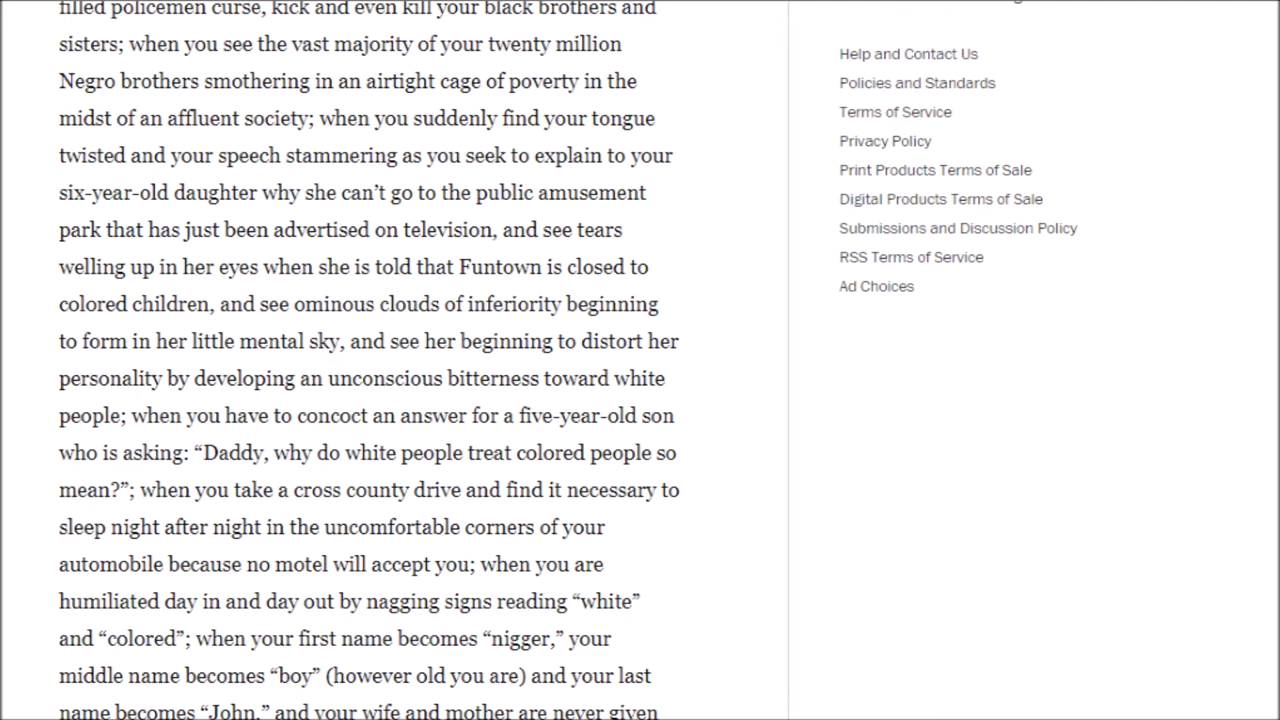 filled policemen curse, kick and even kill your black brothers and
sisters; when you see the vast majority of your twenty million
Negro brothers smothering in an airtight cage of poverty in the
midst of an affluent society; when you suddenly find your tongue
twisted and your speech stammering as you seek to explain to your
six-year-old daughter why she can’t go to the public amusement
park that has just been advertised on television, and see tears
welling up in her eyes when she is told that Funtown is closed to
colored children, and see ominous clouds of inferiority beginning
to form in her little mental sky, and see her beginning to distort her
personality by developing an unconscious bitterness toward white
people; when you have to concoct an answer for a five-year-old son
who is asking: “Daddy, why do white people treat colored people so
mean?”; when you take a cross county drive and find it necessary to
sleep night after night in the uncomfortable corners of your
automobile because no motel will accept you; when you are
humiliated day in and day out by nagging signs reading “white”
and “colored”; when your first name becomes “nigger,” your
middle name becomes “boy” (however old you are) and your last
name becomes “John,” and your wife and mother are never given
Help and Contact Us
Policies and Standards
Terms of Service
Privacy Policy
Print Products Terms of Sale
Digital Products Terms of Sale
Submissions and Discussion Policy
RSS Terms of Service
Ad Choices